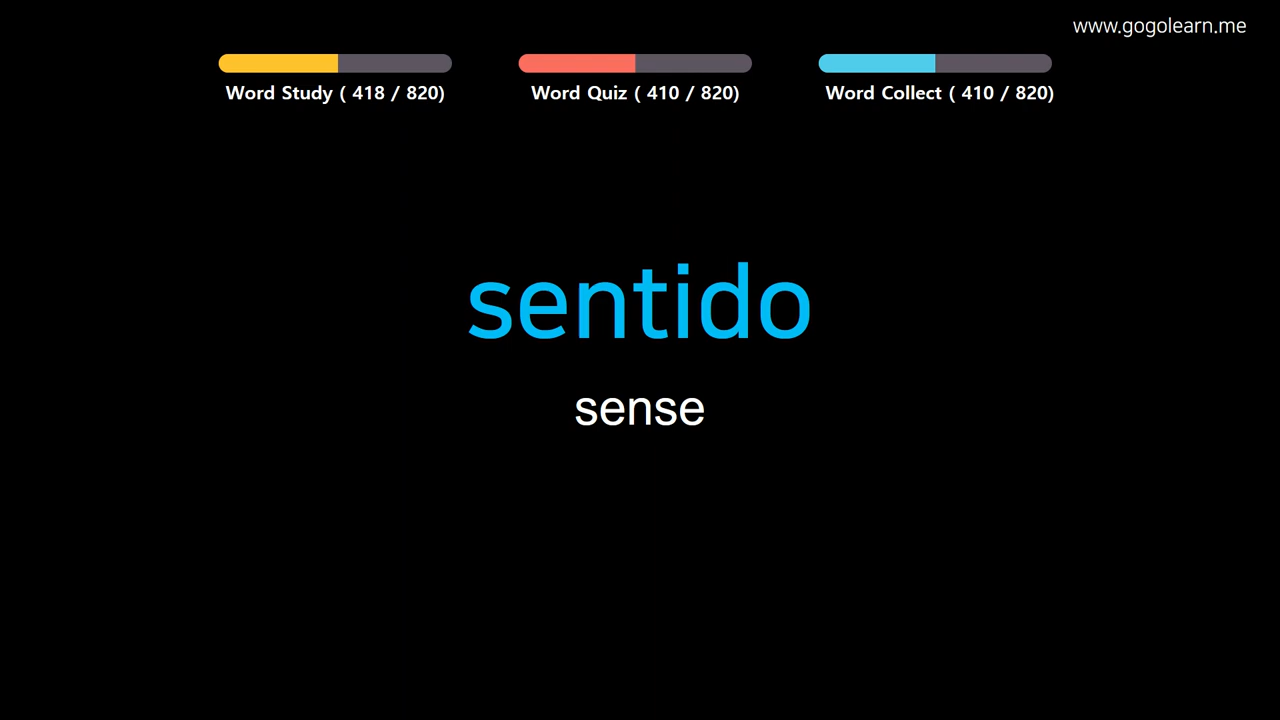 www.gogolearn.me
Word Study ( 418 / 820)
Word Quiz ( 410 / 820)
Word Collect ( 410 / 820)
sentido
sense